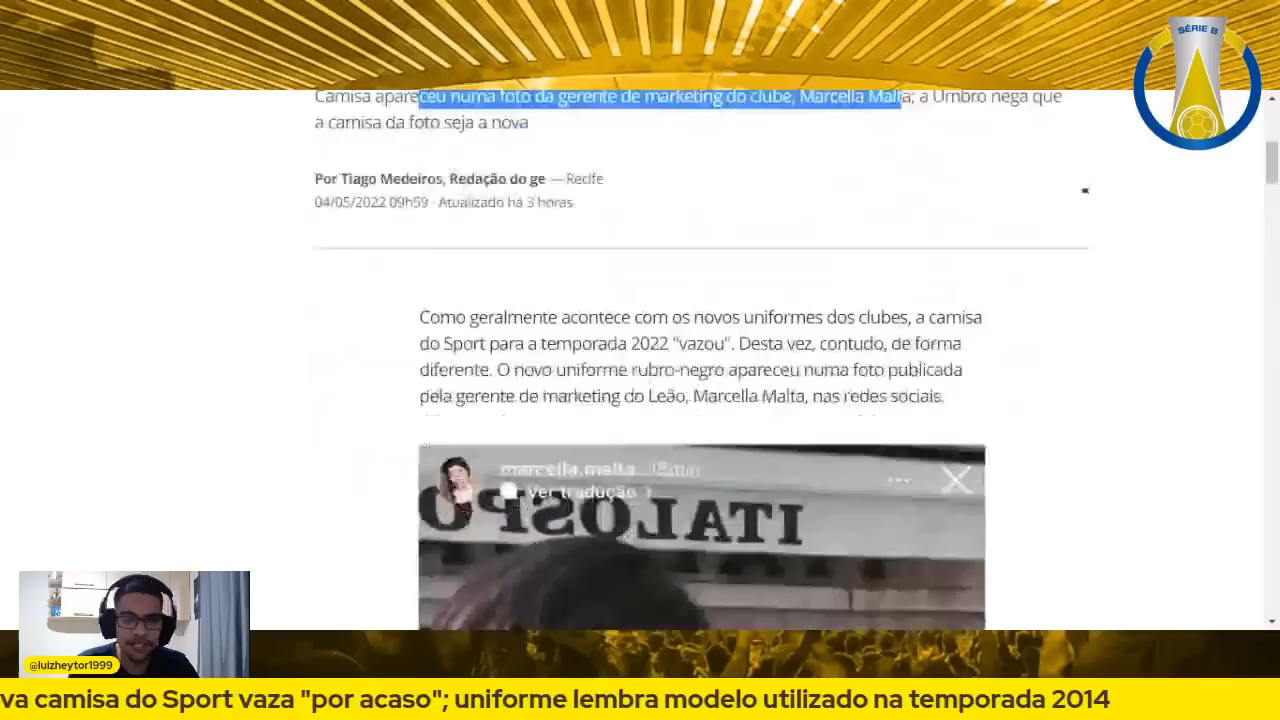 SÉRIE B
Camisa apareceu numa foto da gerente de marketing do clube, Marcella Malta; a Umbro nega que
a camisa da foto seja a nova
Por Tiago Medeiros, Redação do ge — Recife
04/05/2022 09h59 · Atualizado há 3 horas
Como geralmente acontece com os novos uniformes dos clubes, a camisa
do Sport para a temporada 2022 "vazou". Desta vez, contudo, de forma
diferente. O novo uniforme rubro-negro apareceu numa foto publicada
pela gerente de marketing do Leão, Marcella Malta, nas redes sociais.
marcella.malta
Ver tradução
ITALOSPO
@luizheytor1999
va camisa do Sport vaza "por acaso"; uniforme lembra modelo utilizado na temporada 2014